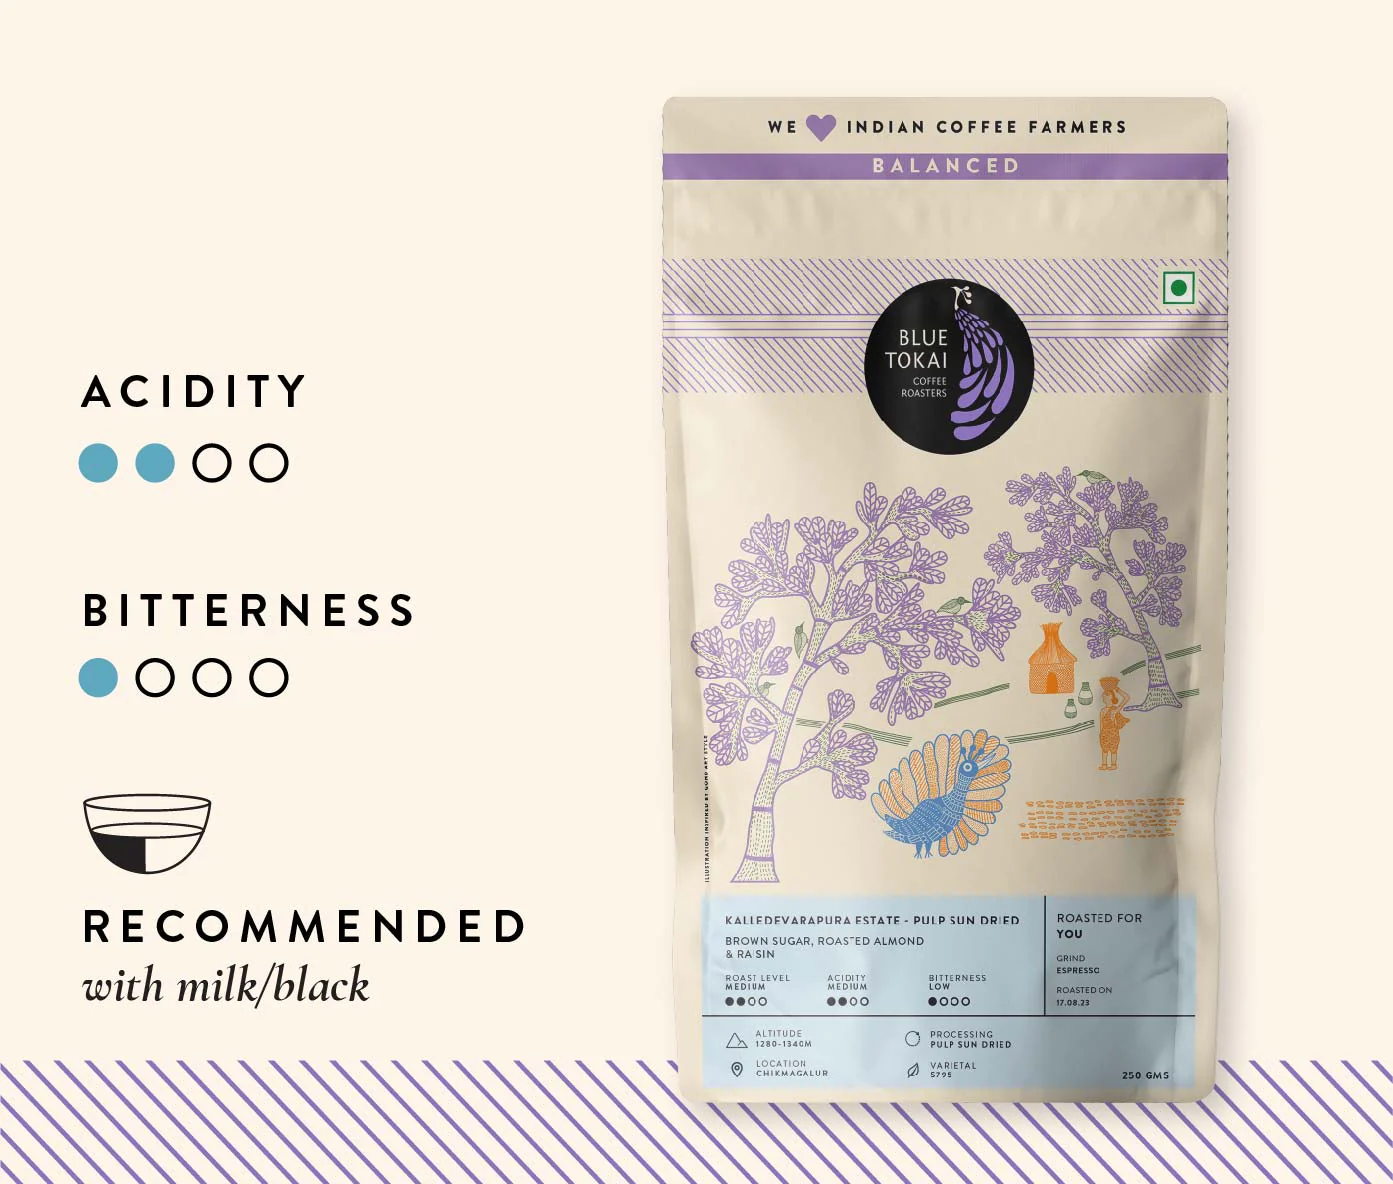 ACIDITY
BITTERNESS
RECOMMENDED
with milk/black
WE INDIAN COFFEE FARMERS
BALANCED
BLUE
TOKAI
COFFEE
ROASTERS
ILLUSTRATION INSPIRED BY GOND ART STYLE
KALLEDEVARAPURA ESTATE - PULP SUN DRIED
BROWN SUGAR, ROASTED ALMOND
& RAISIN
ROAST LEVEL
MEDIUM
ACIDITY
MEDIUM
BITTERNESS
LOW
ROASTED FOR
YOU
GRIND
ESPRESSO
ROASTED ON
17.08.23
ALTITUDE
1280-1340M
PROCESSING
PULP SUN DRIED
LOCATION
CHIKMAGALUR
VARIETAL
5795
250 GMS